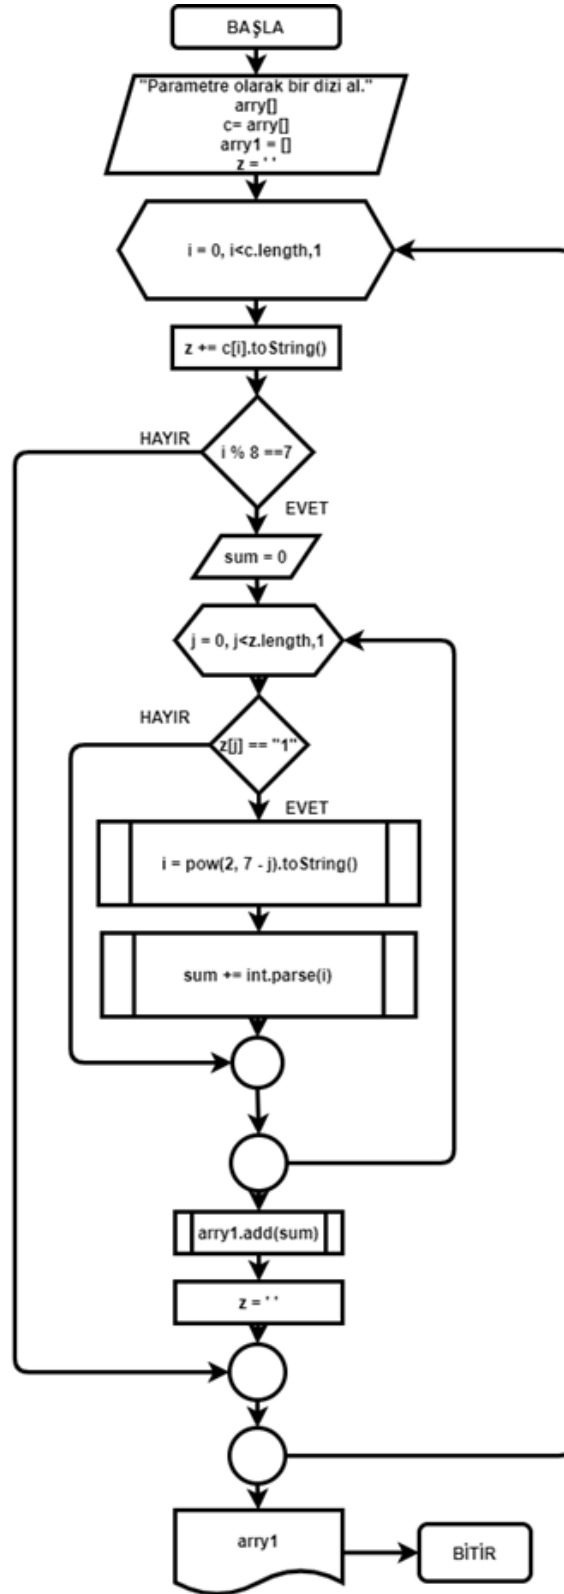 BAŞLA
"Parametre olarak bir dizi al."
arry[]
c= arry[]
arry1 = []
z = ' '
i = 0, i<c.length,1
z += c[i].toString()
HAYIR
i % 8 ==7
EVET
sum = 0
j = 0, j<z.length,1
HAYIR
z[j] == "1"
EVET
i = pow(2, 7 - j).toString()
sum += int.parse(i)
arry1.add(sum)
z = ' '
arry1
BİTİR